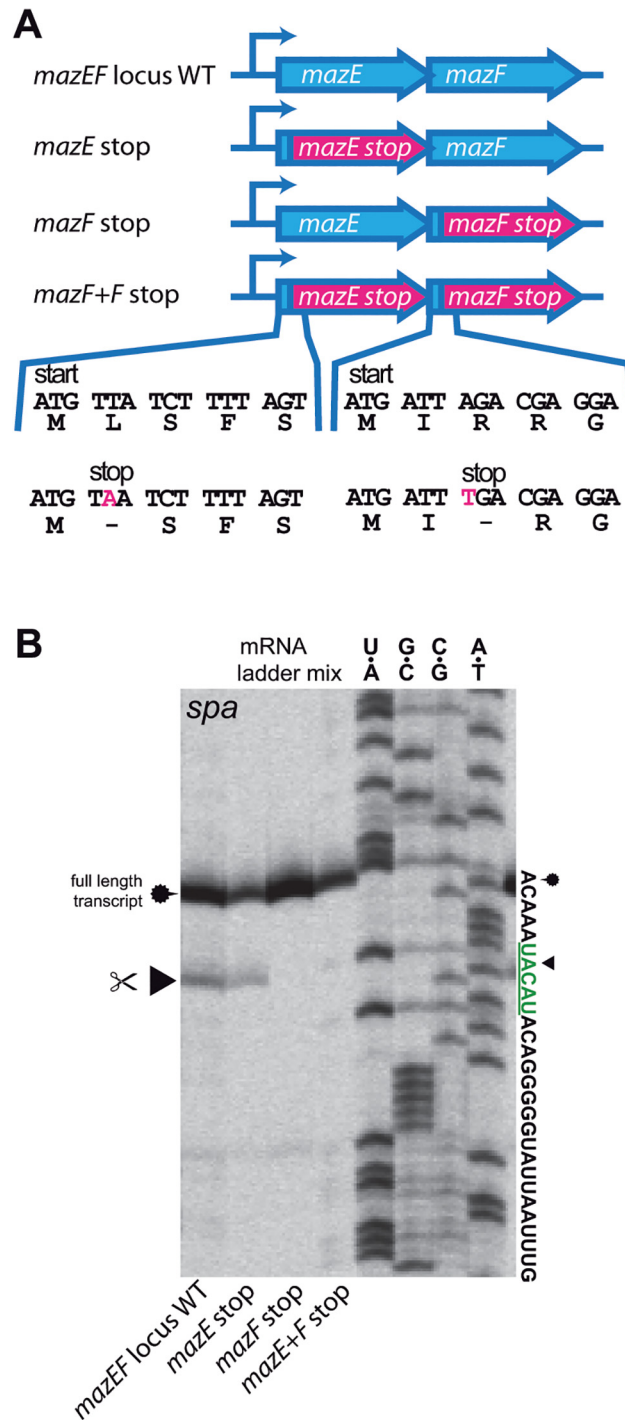 A
mazEF locus WT
mazE
mazF
mazE stop
mazE stop
mazF
mazF stop
mazE
mazF stop
mazF+F stop
mazE stop
mazF stop
start
ATG TTA TCT TTT AGT
M L S F S
stop
ATG TAA TCT TTT AGT
M – S F S
start
ATG ATT AGA CGA GGA
M I R R G
stop
ATG ATT TGA CGA GGA
M I – R G
B
mRNA
ladder mix
U G C A
A C G T
spa
full length
transcript
ACAAAUACAUACAGGGGGUAUUAAUUUG
mazEF locus WT
mazE stop
mazF stop
mazE+F stop